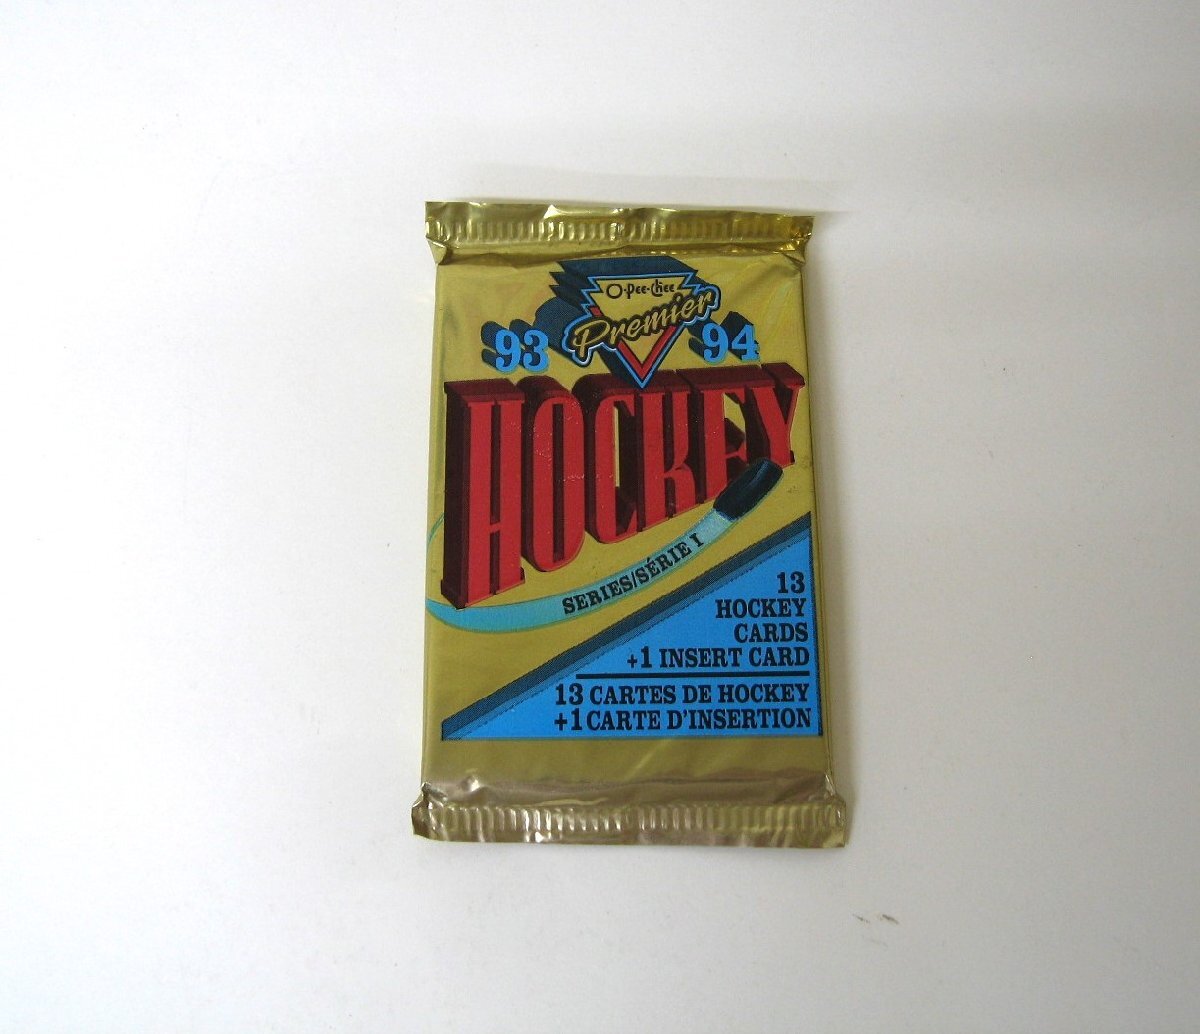 O-Pee-Chee
Premier
93 94
HOCKEY
SERIES/SÉRIE I
13
HOCKEY
CARDS
+1 INSERT CARD
13 CARTES DE HOCKEY
+1 CARTE D'INSERTION